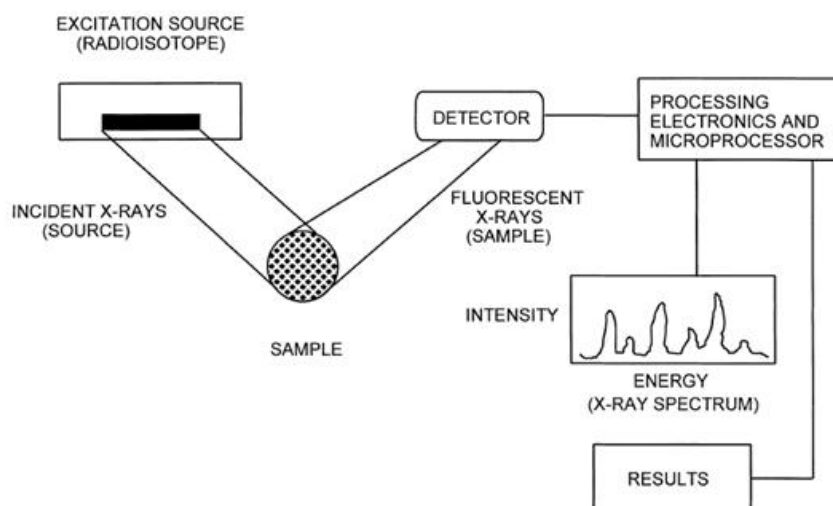 EXCITATION SOURCE
(RADIOISOTOPE)
DETECTOR
PROCESSING
ELECTRONICS AND
MICROPROCESSOR
INCIDENT X-RAYS
(SOURCE)
FLUORESCENT
X-RAYS
(SAMPLE)
SAMPLE
INTENSITY
ENERGY
(X-RAY SPECTRUM)
RESULTS